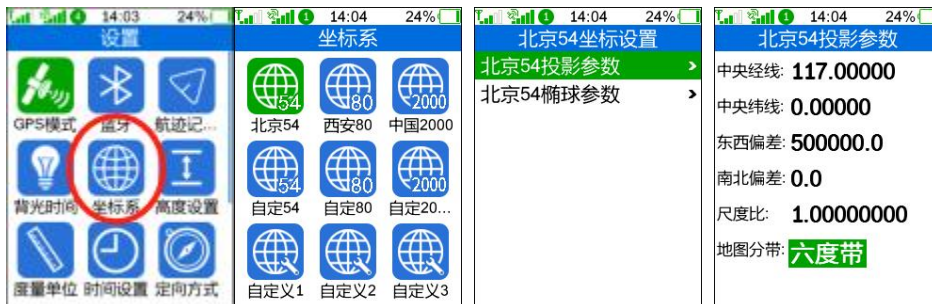 14:03 24%
设置
GPS模式 蓝牙 航迹记...
背光时间 坐标系 高度设置
度量单位 时间设置 定向方式
1 14:04 24%
坐标系
54 80 2000
北京54 西安80 中国2000
54 80 2000
自定54 自定80 自定20...
自定义1 自定义2 自定义3
1 14:04 24%
北京54坐标设置
北京54投影参数 >
北京54椭球参数 >
1 14:04 24%
北京54投影参数
中央经线: 117.00000
中央纬线: 0.00000
东西偏差: 500000.0
南北偏差: 0.0
尺度比: 1.00000000
地图分带: 六度带